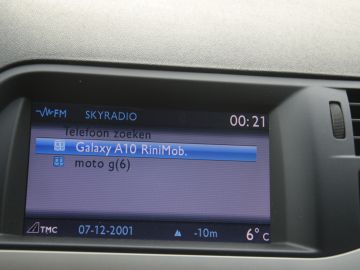 FM SKYRADIO 00:21
Telefoon zoeken
Galaxy A10 RiniMob.
moto g(6)
TMC 07-12-2001 -10m 6°C